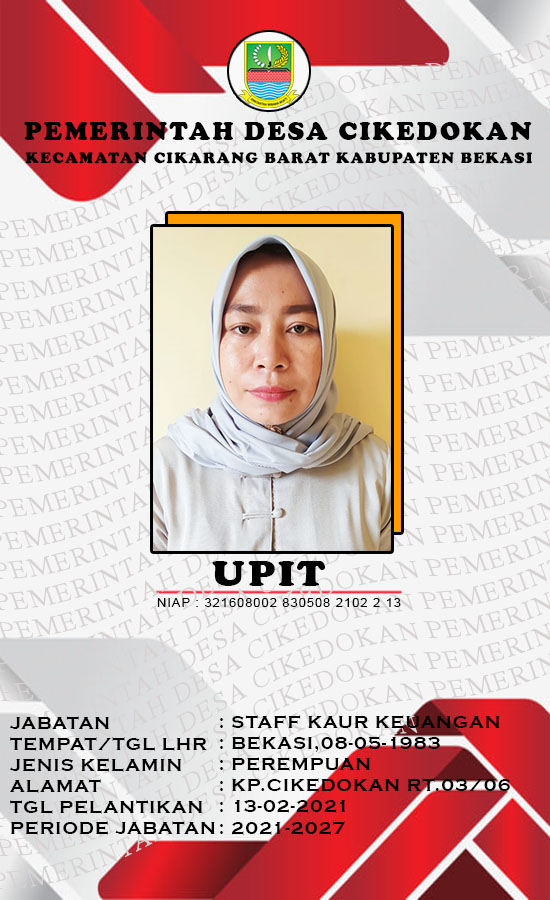 PEMERINTAH DESA CIKEDOKAN
KECAMATAN CIKARANG BARAT KABUPATEN BEKASI
UPIT
NIAP : 321608002 830508 2102 2 13
JABATAN : STAFF KAUR KEUANGAN
TEMPAT/TGL LHR : BEKASI,08-05-1983
JENIS KELAMIN : PEREMPUAN
ALAMAT : KP.CIKEDOKAN RT.03/06
TGL PELANTIKAN : 13-02-2021
PERIODE JABATAN : 2021-2027